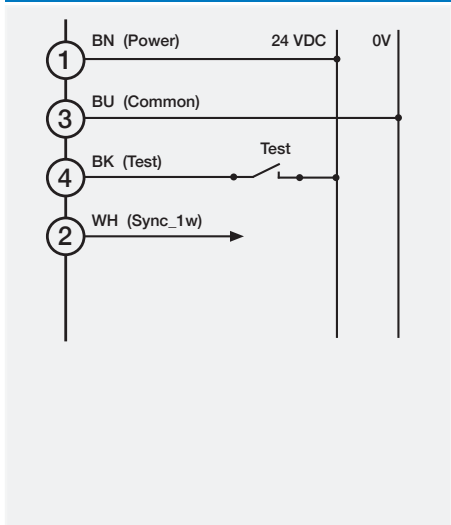 BN (Power) 24 VDC 0V
1
BU (Common)
3
Test
BK (Test)
4
WH (Sync_1w)
2